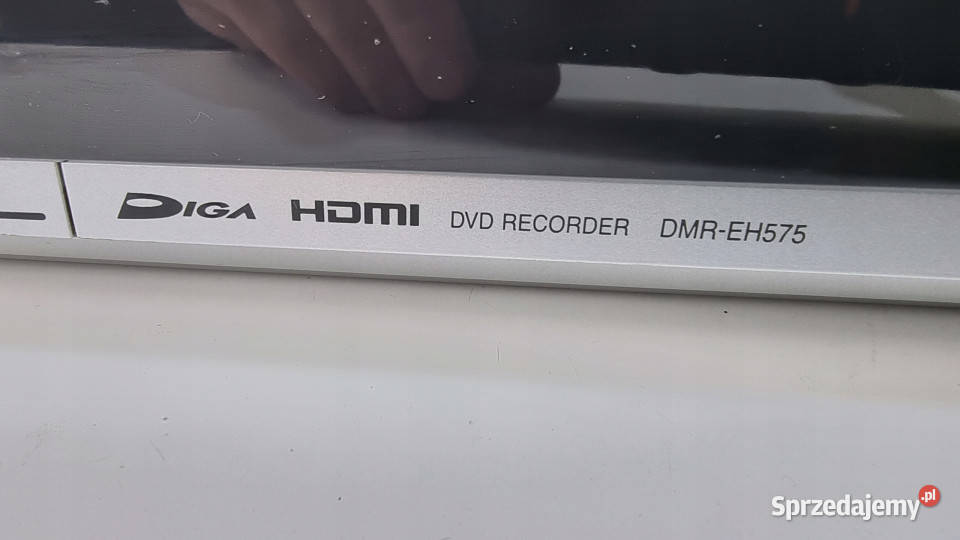 DIGA HDMI DVD RECORDER DMR-EH575
Sprzedajemy.pl